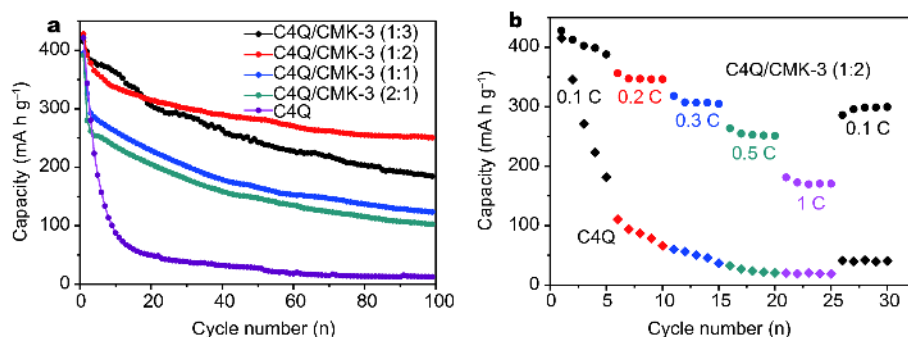 a
400
300
200
100
0
Capacity (mA h g⁻¹)
C4Q/CMK-3 (1:3)
C4Q/CMK-3 (1:2)
C4Q/CMK-3 (1:1)
C4Q/CMK-3 (2:1)
C4Q
0 20 40 60 80 100
Cycle number (n)
b
500
400
300
200
100
0
Capacity (mA h g⁻¹)
C4Q/CMK-3 (1:2)
0.1 C
0.2 C
0.3 C
0.5 C
1 C
0.1 C
C4Q
0 5 10 15 20 25 30
Cycle number (n)